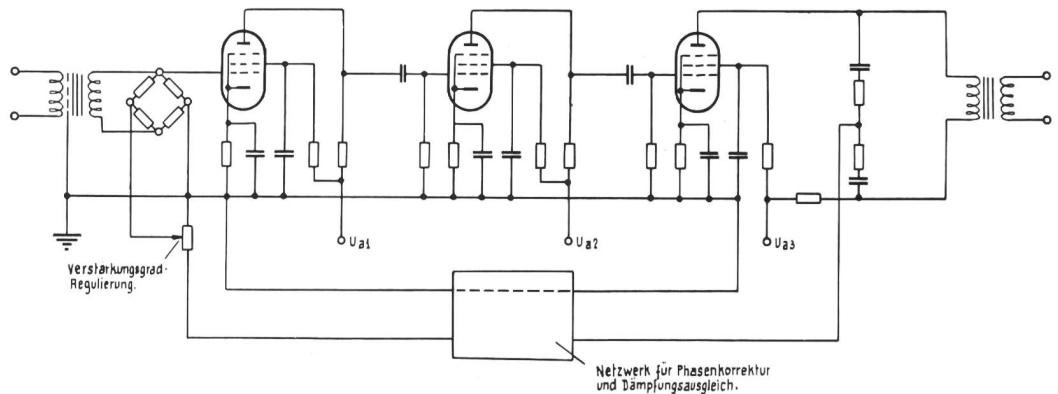 Ua1
Ua2
Ua3
Verstärkungsgrad-
Regulierung.
Netzwerk für Phasenkorrektur
und Dämpfungsausgleich.